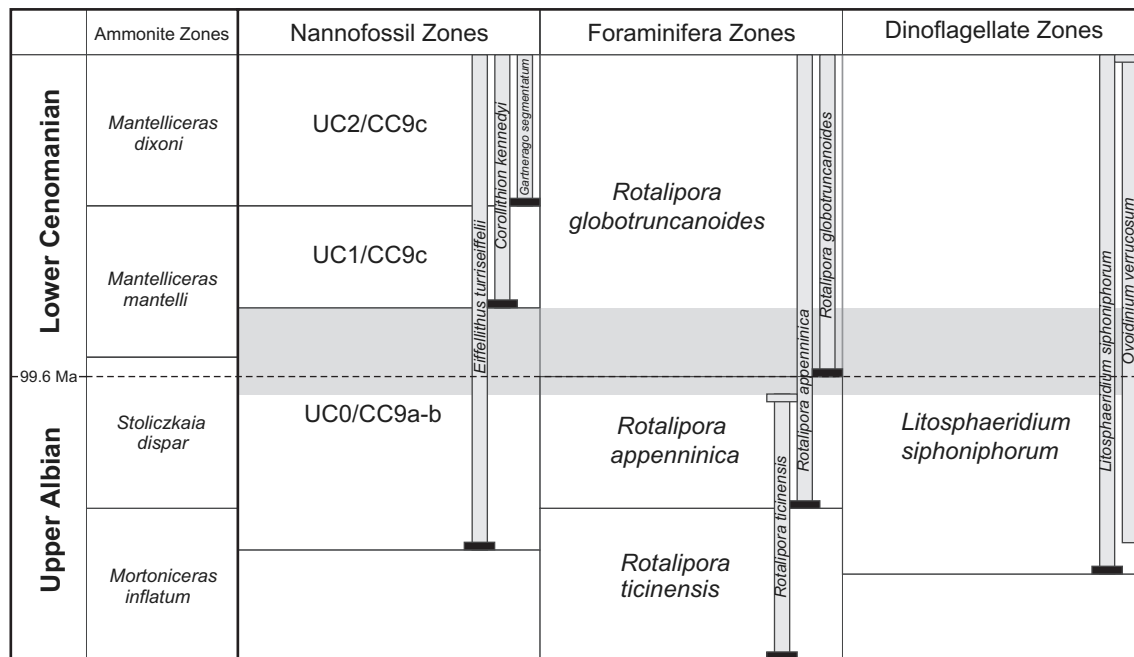 Ammonite Zones
Nannofossil Zones
Foraminifera Zones
Dinoflagellate Zones
Lower Cenomanian
Upper Albian
99.6 Ma
Mantelliceras
dixoni
Mantelliceras
mantelli
Stoliczkaia
dispar
Mortoniceras
inflatum
UC2/CC9c
UC1/CC9c
UC0/CC9a-b
Eiffellithus turriseiffelii
Corollithion kennedyi
Gartnerago segmentatum
Rotalipora
globotruncanoides
Rotalipora
appenninica
Rotalipora
ticinensis
Rotalipora ticinensis
Rotalipora appenninica
Rotalipora globotruncanoides
Litosphaeridium
siphoniphorum
Litosphaeridium siphoniphorum
Ovoidinium verrucosum